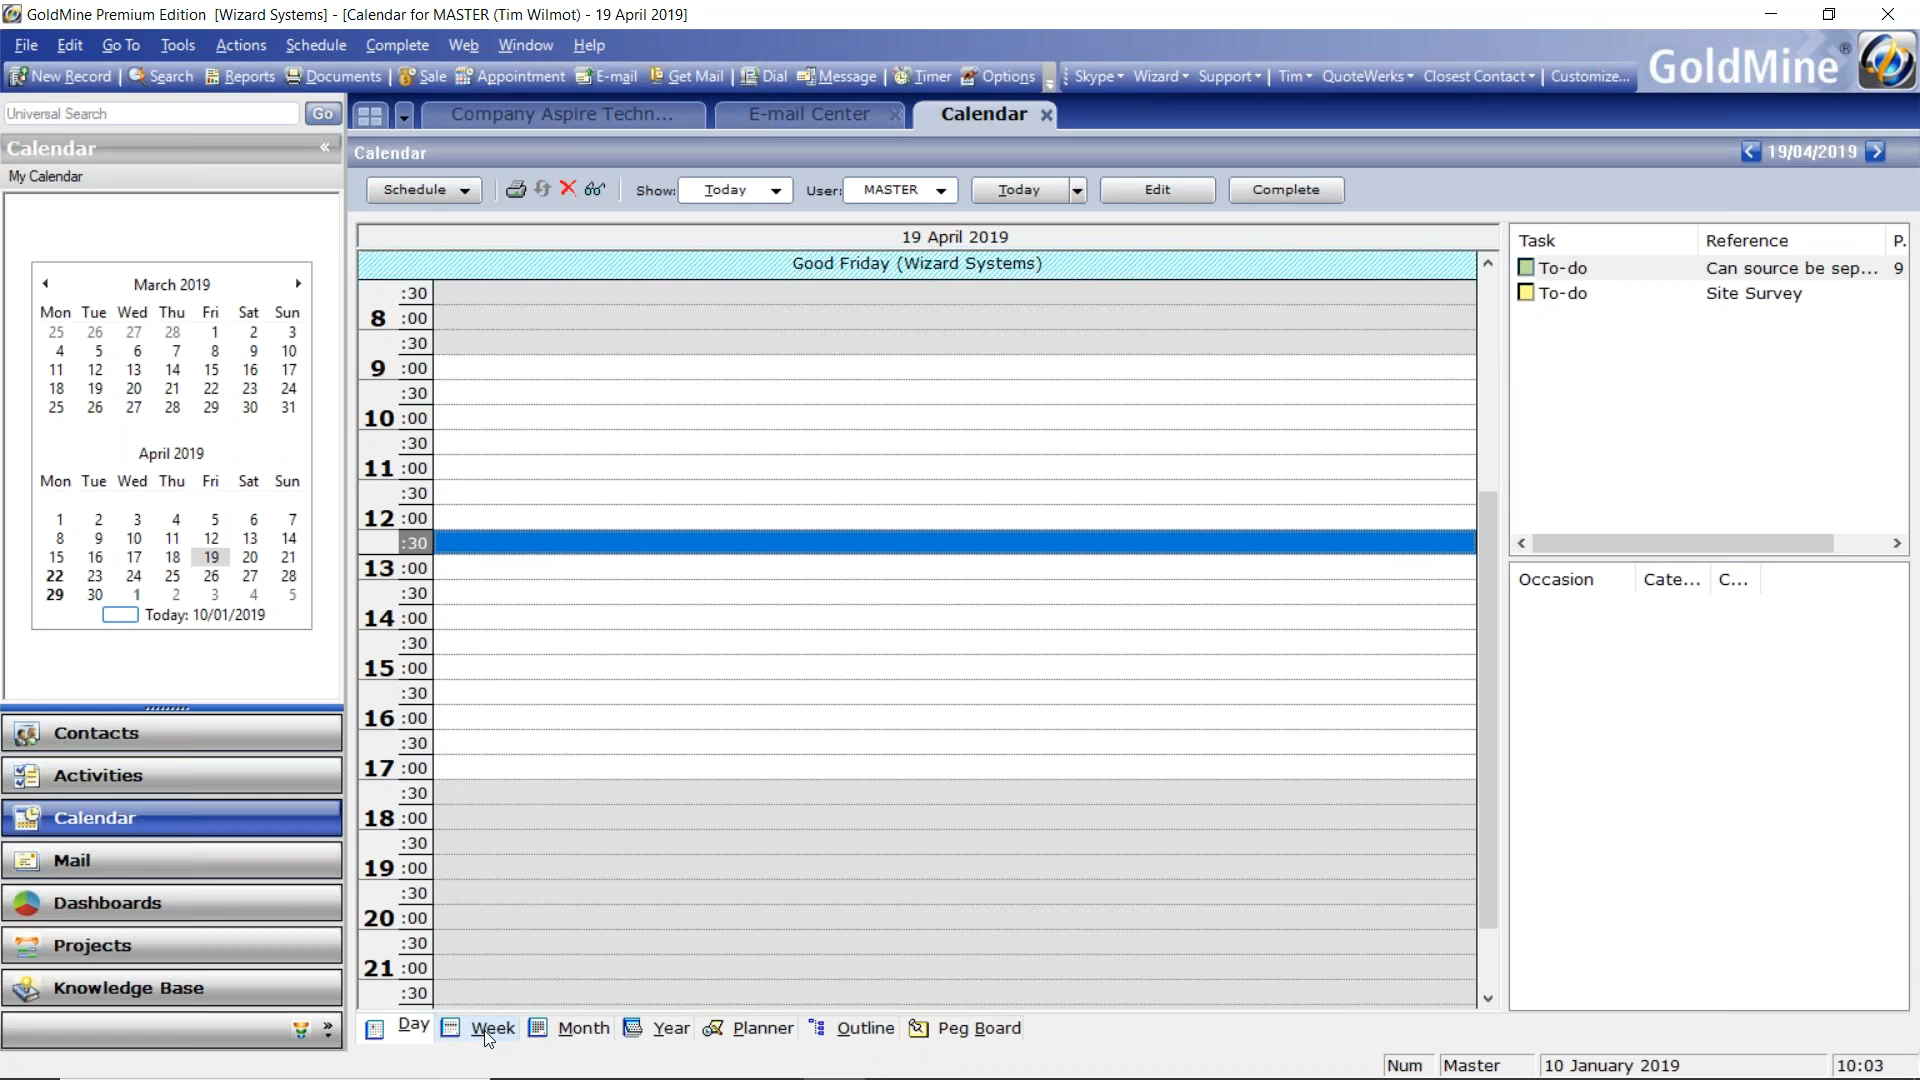 GoldMine Premium Edition [Wizard Systems] - [Calendar for MASTER (Tim Wilmot) - 19 April 2019]
File Edit Go To Tools Actions Schedule Complete Web Window Help
GoldMine®
New Record Search Reports Documents Sale Appointment E-mail Get Mail Dial Message Timer Options Skype Wizard Support Tim QuoteWerks Closest Contact Customize...
Universal Search Go
Company Aspire Techn... E-mail Center Calendar
Calendar «
Calendar < 19/04/2019 >
My Calendar
Schedule Show: Today User: MASTER Today Edit Complete
March 2019
Mon Tue Wed Thu Fri Sat Sun
25 26 27 28 1 2 3
4 5 6 7 8 9 10
11 12 13 14 15 16 17
18 19 20 21 22 23 24
25 26 27 28 29 30 31
April 2019
Mon Tue Wed Thu Fri Sat Sun
1 2 3 4 5 6 7
8 9 10 11 12 13 14
15 16 17 18 19 20 21
22 23 24 25 26 27 28
29 30 1 2 3 4 5
Today: 10/01/2019
Contacts
Activities
Calendar
Mail
Dashboards
Projects
Knowledge Base
»
19 April 2019
Good Friday (Wizard Systems)
:30
8 :00
:30
9 :00
:30
10 :00
:30
11 :00
:30
12 :00
:30
13 :00
:30
14 :00
:30
15 :00
:30
16 :00
:30
17 :00
:30
18 :00
:30
19 :00
:30
20 :00
:30
21 :00
:30
Task Reference P.
To-do Can source be sep... 9
To-do Site Survey
Occasion Cate... C...
Day Week Month Year Planner Outline Peg Board
Num Master 10 January 2019 10:03